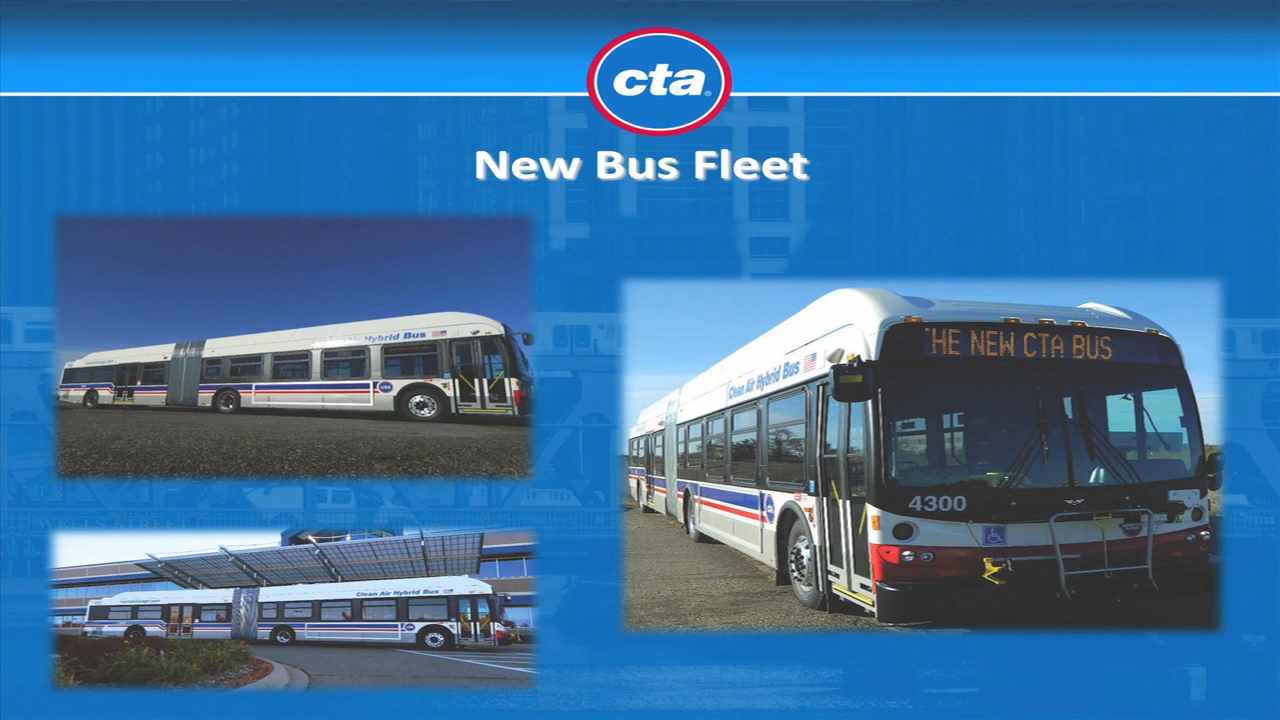 cta
New Bus Fleet
Hybrid Bus
cta
Clean Air Hybrid Bus
Clean Air Hybrid Bus
HE NEW CTA BUS
4300